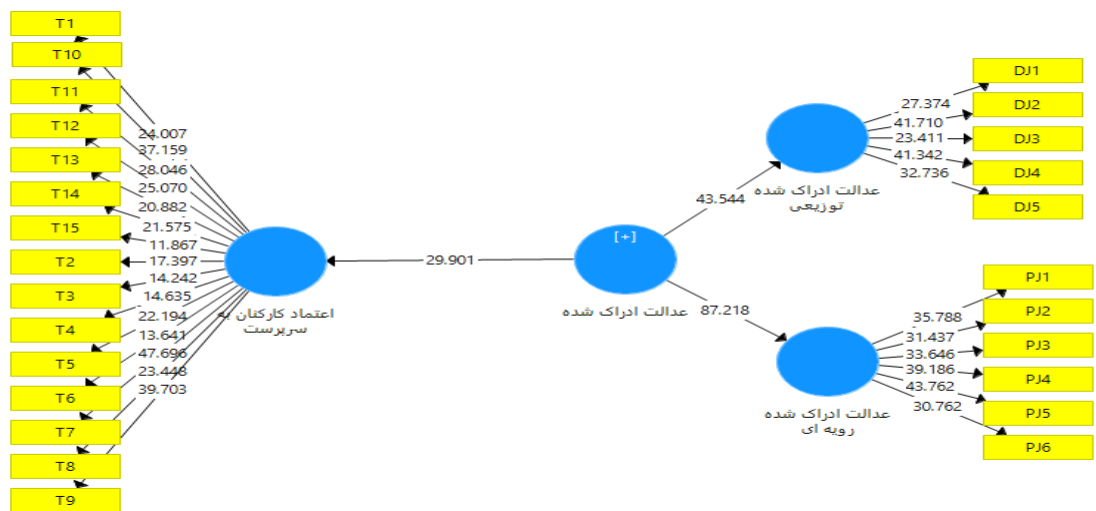 T1
T10
T11
T12
T13
T14
T15
T2
T3
T4
T5
T6
T7
T8
T9
24.007
37.159
28.046
25.070
20.882
21.575
11.867
17.397
14.242
14.635
22.194
13.641
47.696
23.448
39.703
اعتماد کارکنان به
سرپرست
29.901
[+]
عدالت ادراک شده
43.544
87.218
عدالت ادراک شده
توزیعی
27.374
41.710
23.411
41.342
32.736
DJ1
DJ2
DJ3
DJ4
DJ5
عدالت ادراک شده
رویه ای
35.788
31.437
33.646
39.186
43.762
30.762
PJ1
PJ2
PJ3
PJ4
PJ5
PJ6